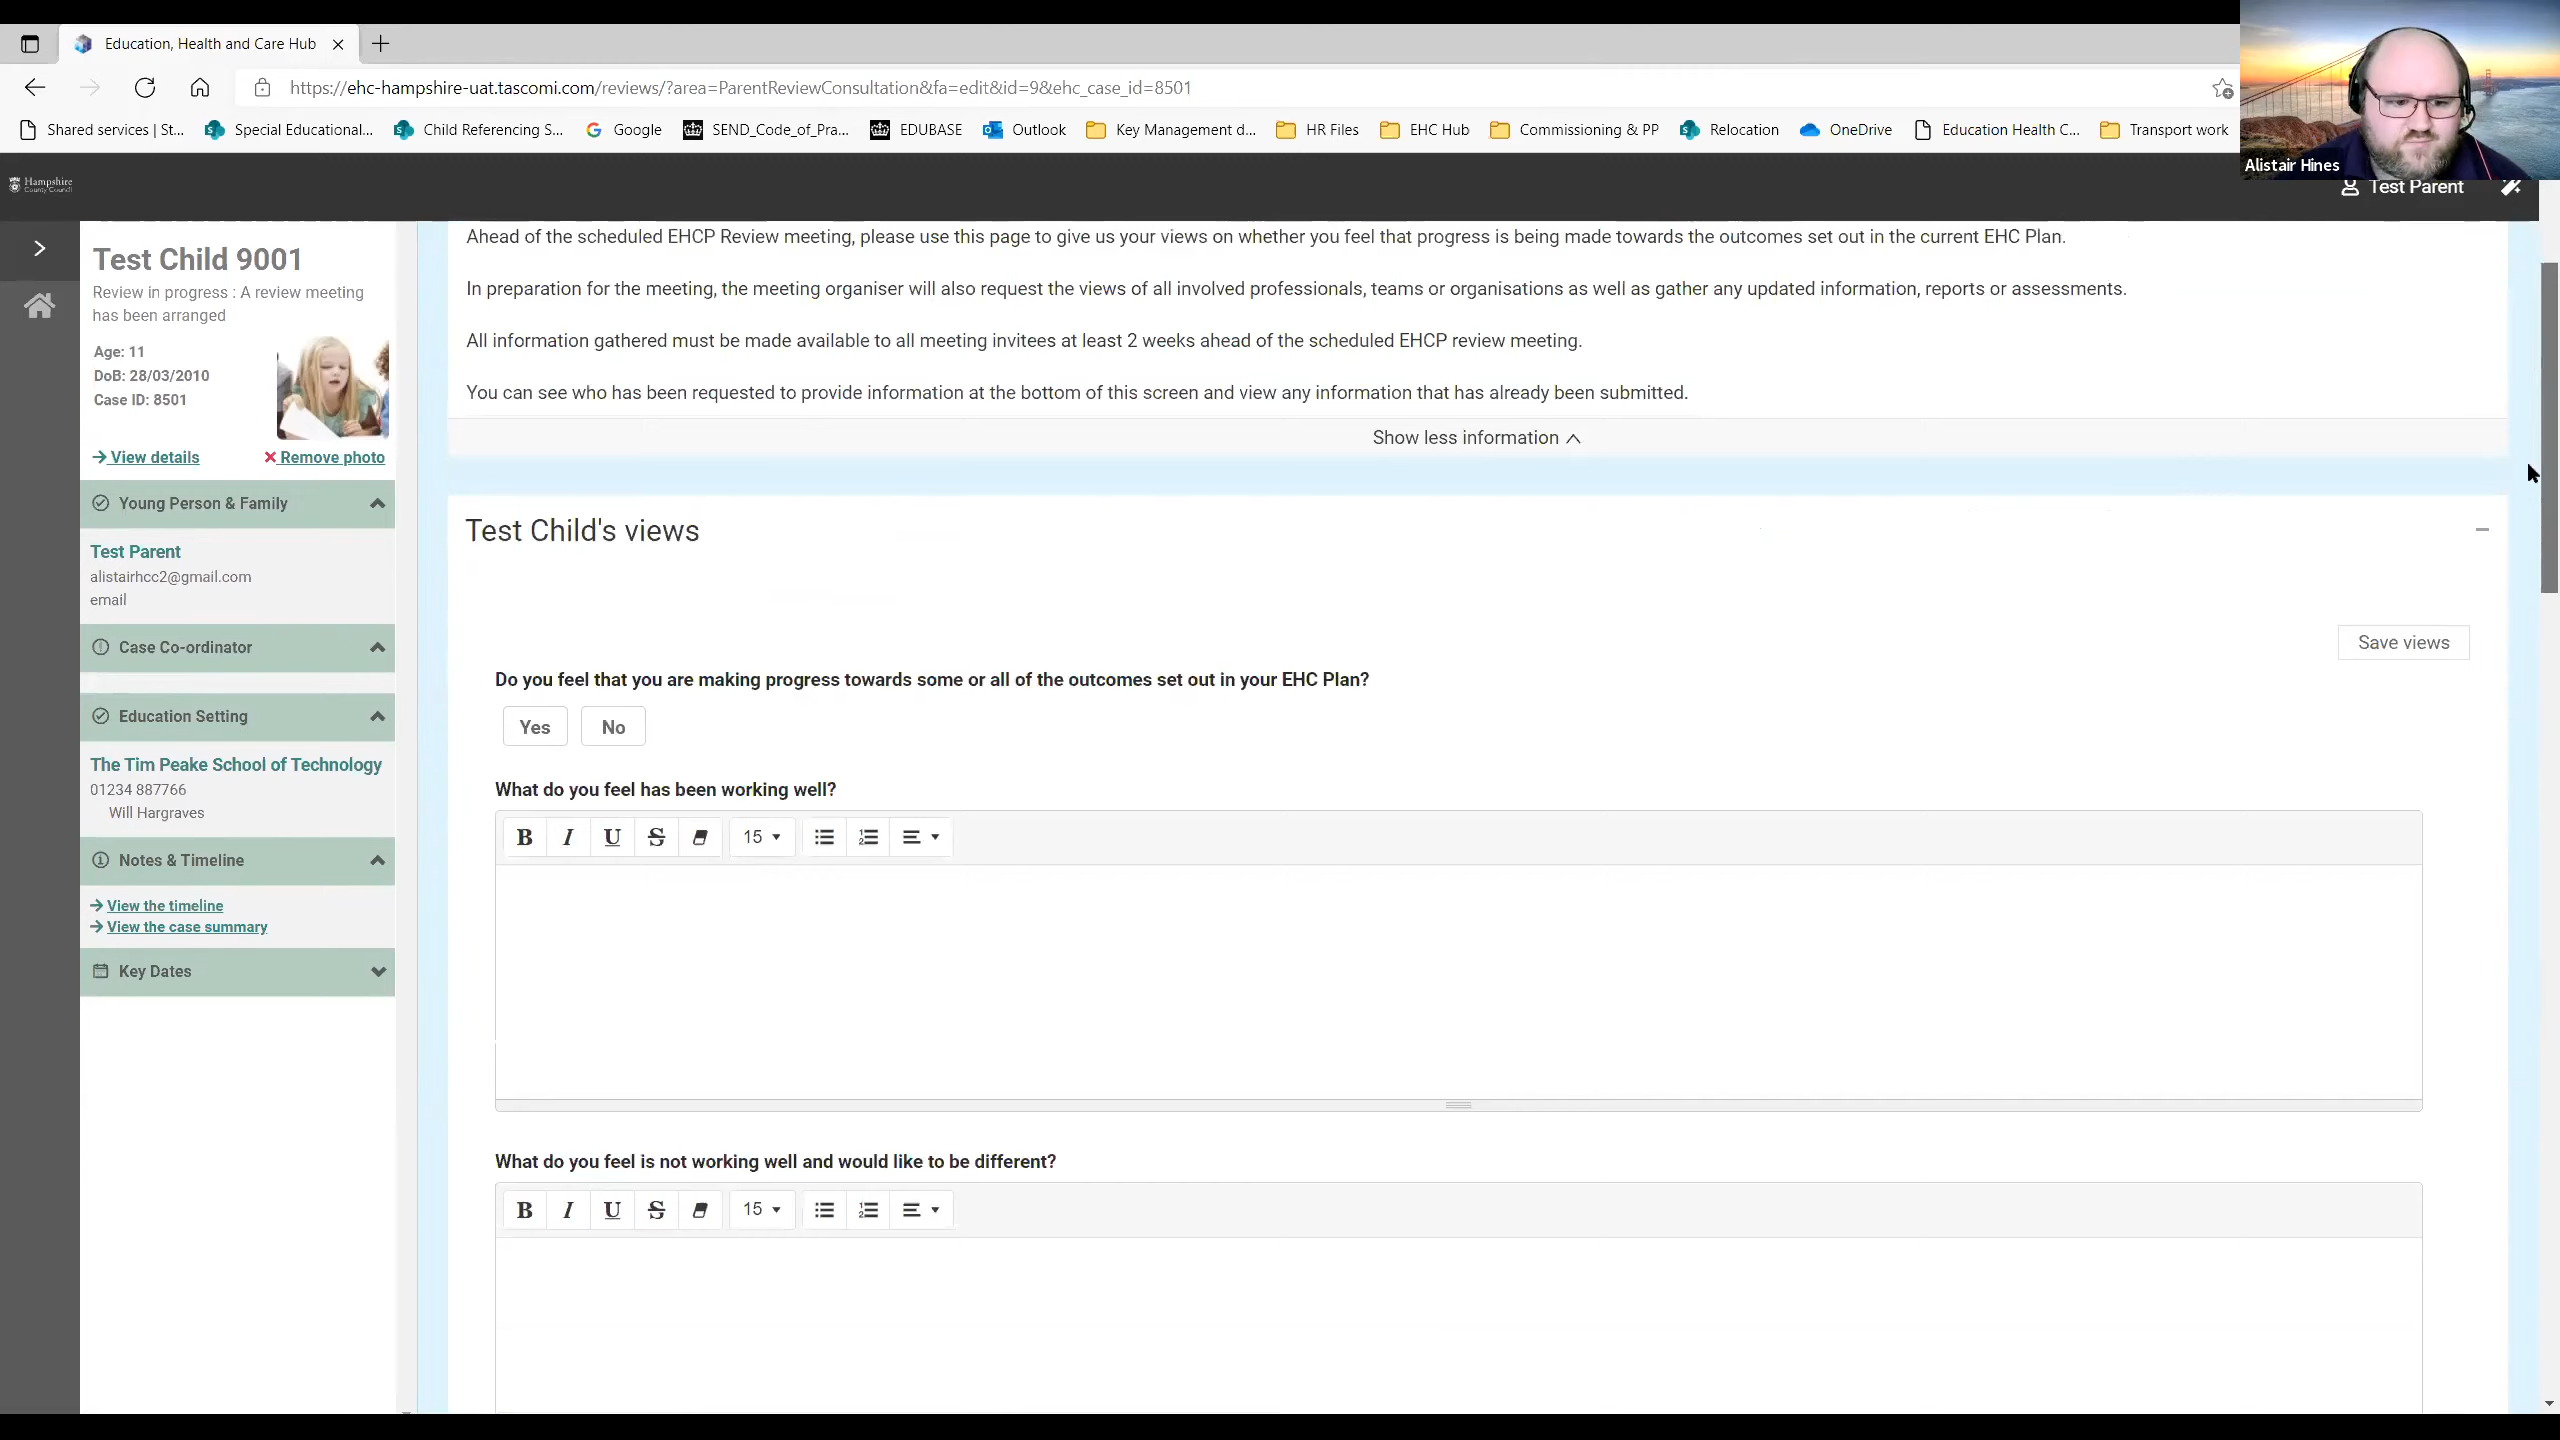 Education, Health and Care Hub
https://ehc-hampshire-uat.tascomi.com/reviews/?area=ParentReviewConsultation&fa=edit&id=9&ehc_case_id=8501
Shared services | St... Special Educational... Child Referencing S... Google SEND_Code_of_Pra... EDUBASE Outlook Key Management d... HR Files EHC Hub Commissioning & PP Relocation OneDrive Education Health C... Transport work
Alistair Hines
Hampshire
County Council
Test Parent
Test Child 9001
Review in progress : A review meeting
has been arranged
Age: 11
DoB: 28/03/2010
Case ID: 8501
View details
Remove photo
Young Person & Family
Test Parent
alistairhcc2@gmail.com
email
Case Co-ordinator
Education Setting
The Tim Peake School of Technology
01234 887766
Will Hargraves
Notes & Timeline
View the timeline
View the case summary
Key Dates
Ahead of the scheduled EHCP Review meeting, please use this page to give us your views on whether you feel that progress is being made towards the outcomes set out in the current EHC Plan.
In preparation for the meeting, the meeting organiser will also request the views of all involved professionals, teams or organisations as well as gather any updated information, reports or assessments.
All information gathered must be made available to all meeting invitees at least 2 weeks ahead of the scheduled EHCP review meeting.
You can see who has been requested to provide information at the bottom of this screen and view any information that has already been submitted.
Show less information
Test Child's views
Save views
Do you feel that you are making progress towards some or all of the outcomes set out in your EHC Plan?
Yes No
What do you feel has been working well?
B I U S 15
What do you feel is not working well and would like to be different?
B I U S 15